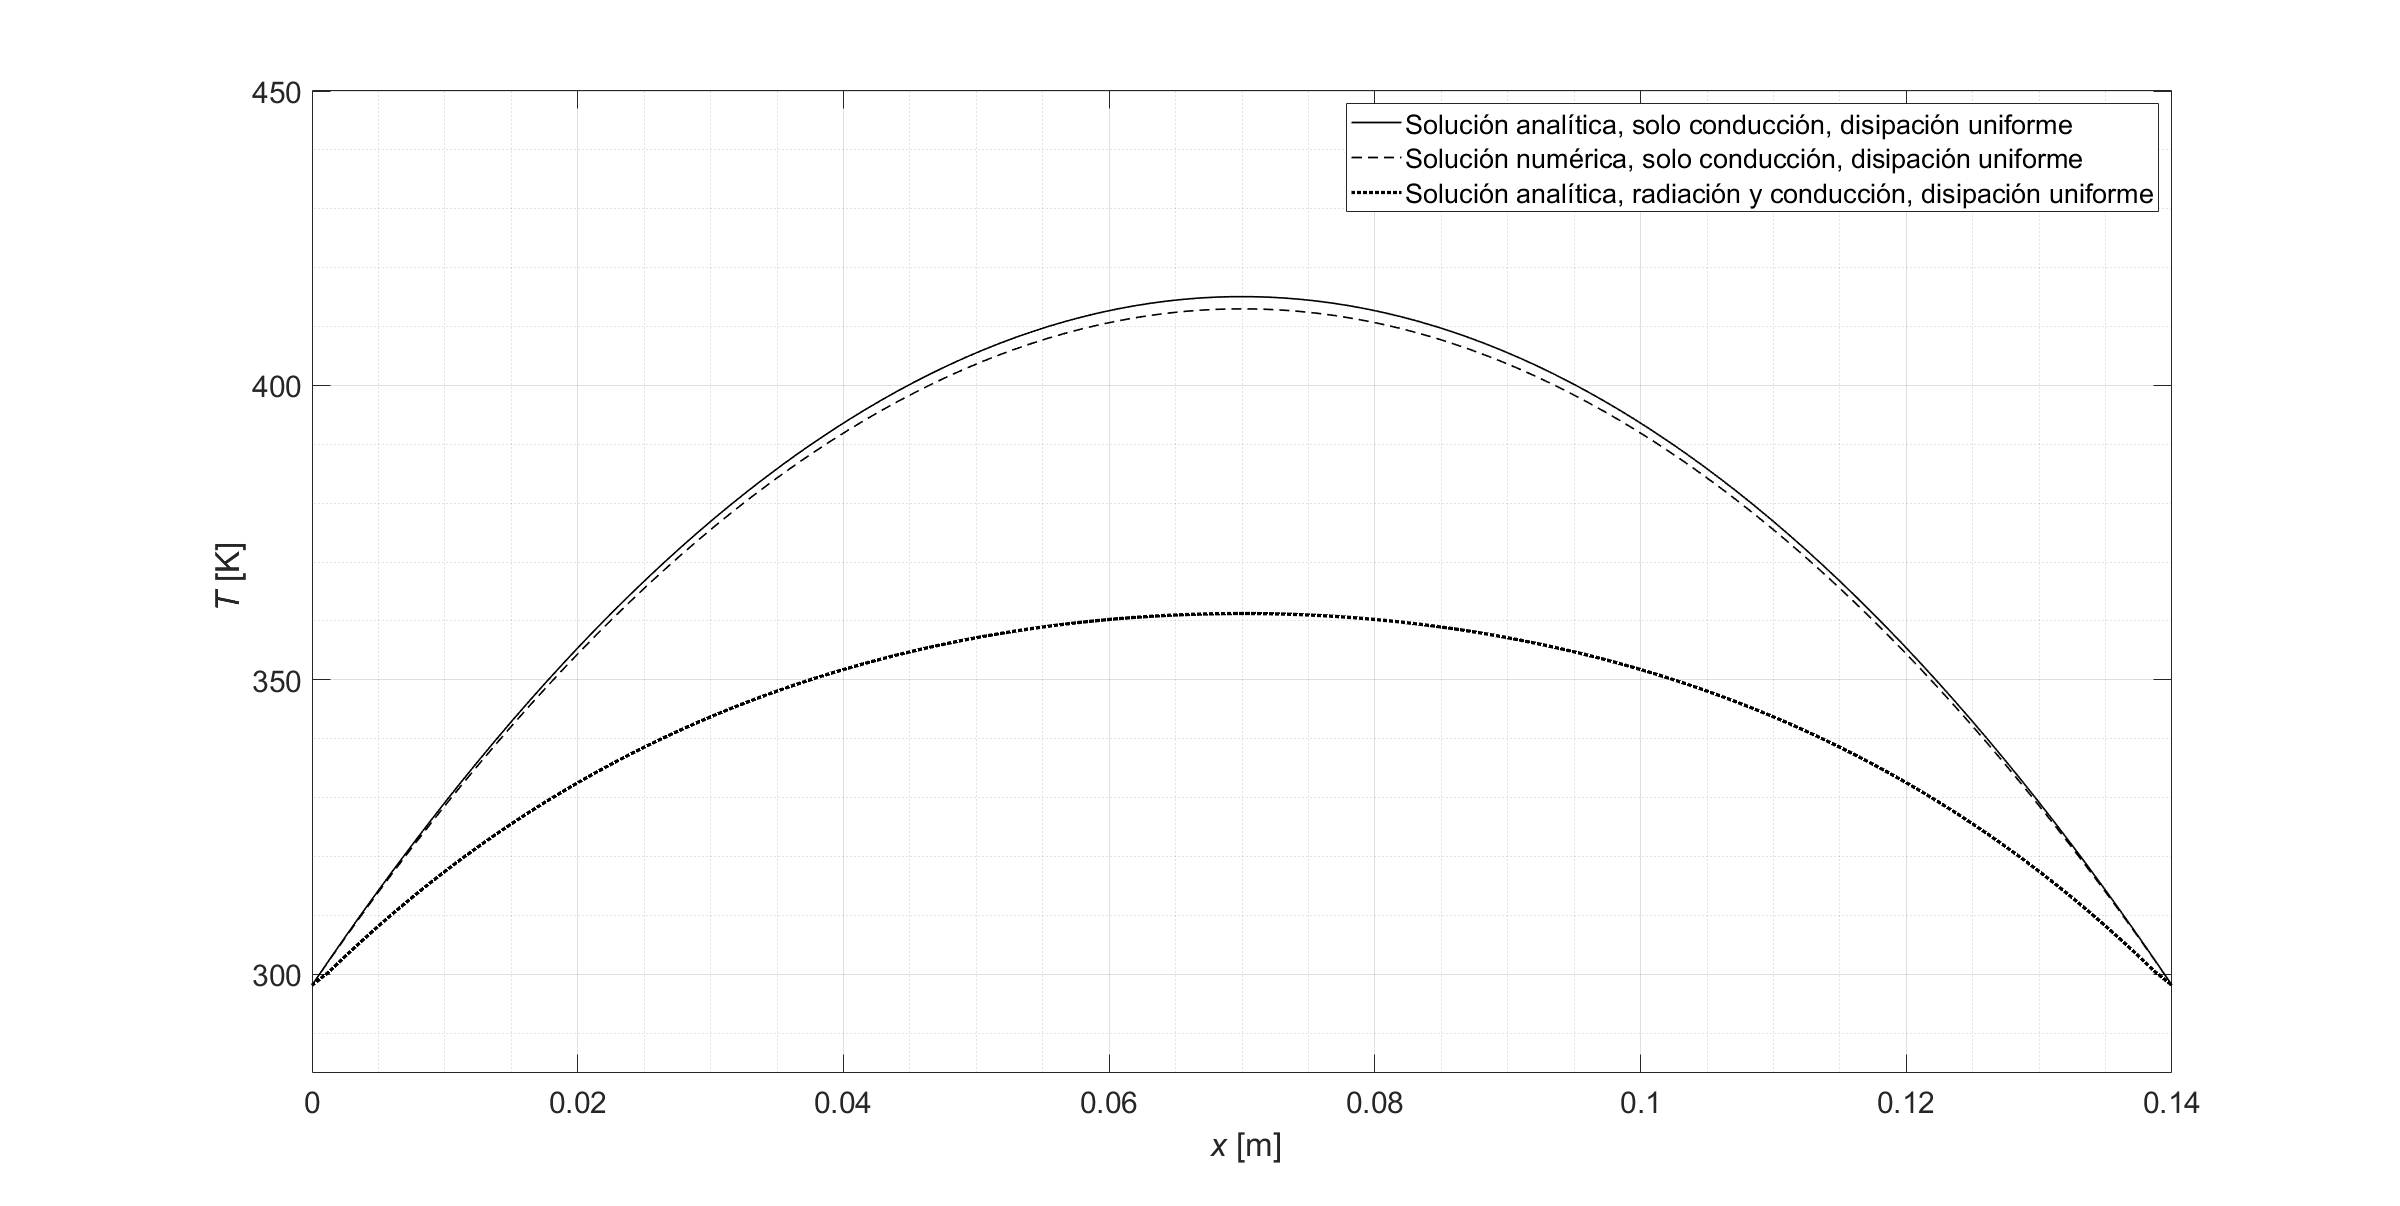 450
400
350
300
T [K]
Solución analítica, solo conducción, disipación uniforme
Solución numérica, solo conducción, disipación uniforme
Solución analítica, radiación y conducción, disipación uniforme
0 0.02 0.04 0.06 0.08 0.1 0.12 0.14
x [m]